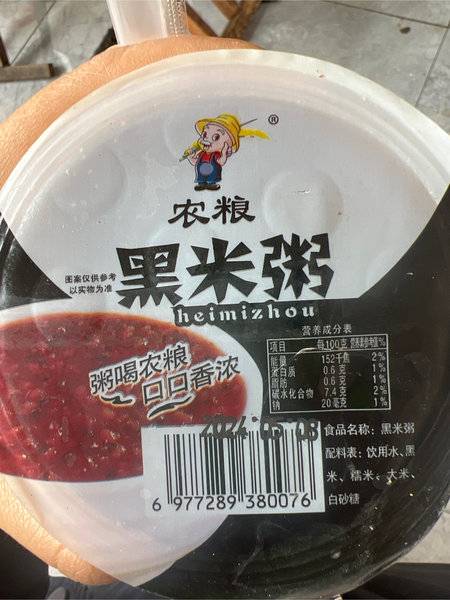 ®
农粮
黑米粥
heimizhou
图案仅供参考
以实物为准
粥喝农粮
口口香浓
营养成分表
项目 每100克 营养素参考值%
能量 152千焦 2%
蛋白质 0.6克 1%
脂肪 0.6克 1%
碳水化合物 7.4克 2%
钠 20毫克 1%
2024 05 08
食品名称：黑米粥
配料表：饮用水、黑
米、糯米、大米、
白砂糖
6 977289 380076